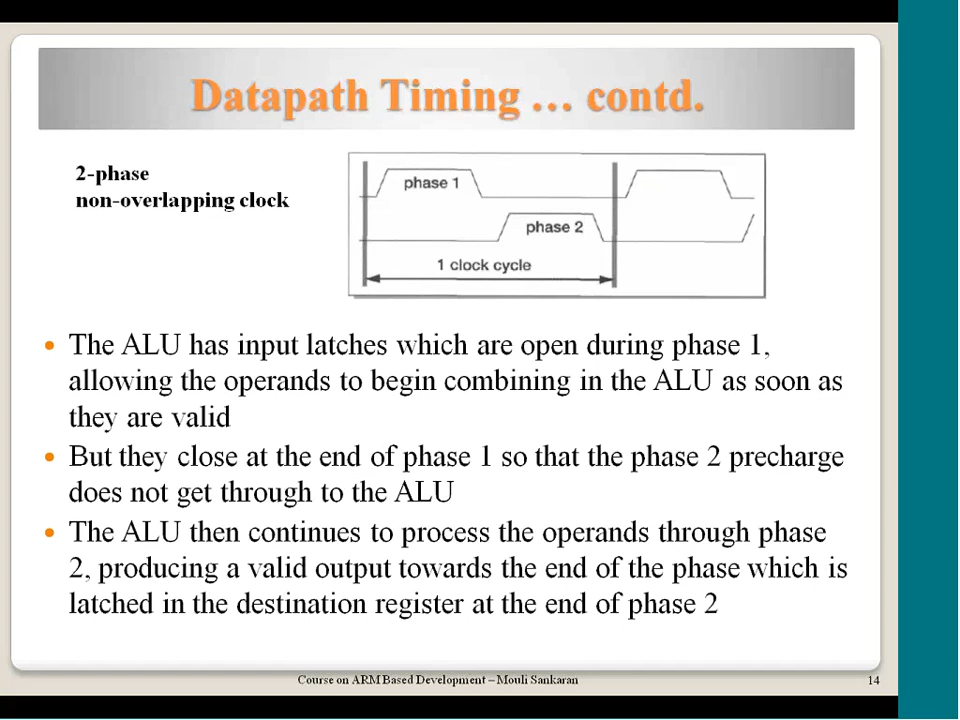 Datapath Timing … contd.
2-phase
non-overlapping clock
phase 1
phase 2
1 clock cycle
• The ALU has input latches which are open during phase 1,
allowing the operands to begin combining in the ALU as soon as
they are valid
• But they close at the end of phase 1 so that the phase 2 precharge
does not get through to the ALU
• The ALU then continues to process the operands through phase
2, producing a valid output towards the end of the phase which is
latched in the destination register at the end of phase 2
Course on ARM Based Development – Mouli Sankaran
14